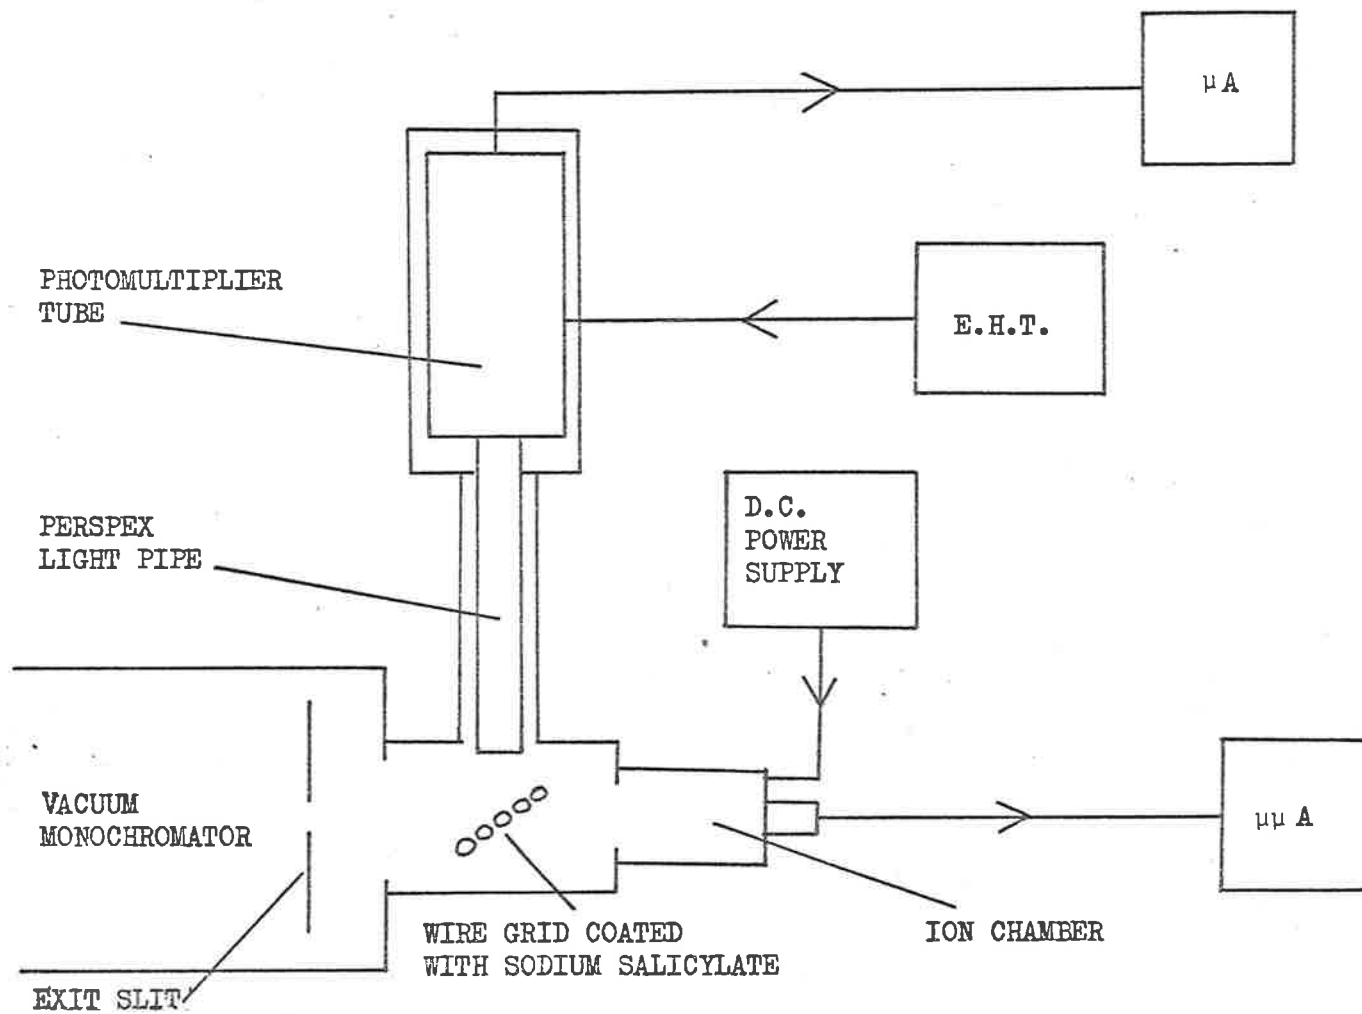 μA
PHOTOMULTIPLIER
TUBE
E.H.T.
D.C.
POWER
SUPPLY
PERSPEX
LIGHT PIPE
VACUUM
MONOCHROMATOR
μμ A
WIRE GRID COATED
WITH SODIUM SALICYLATE
ION CHAMBER
EXIT SLIT